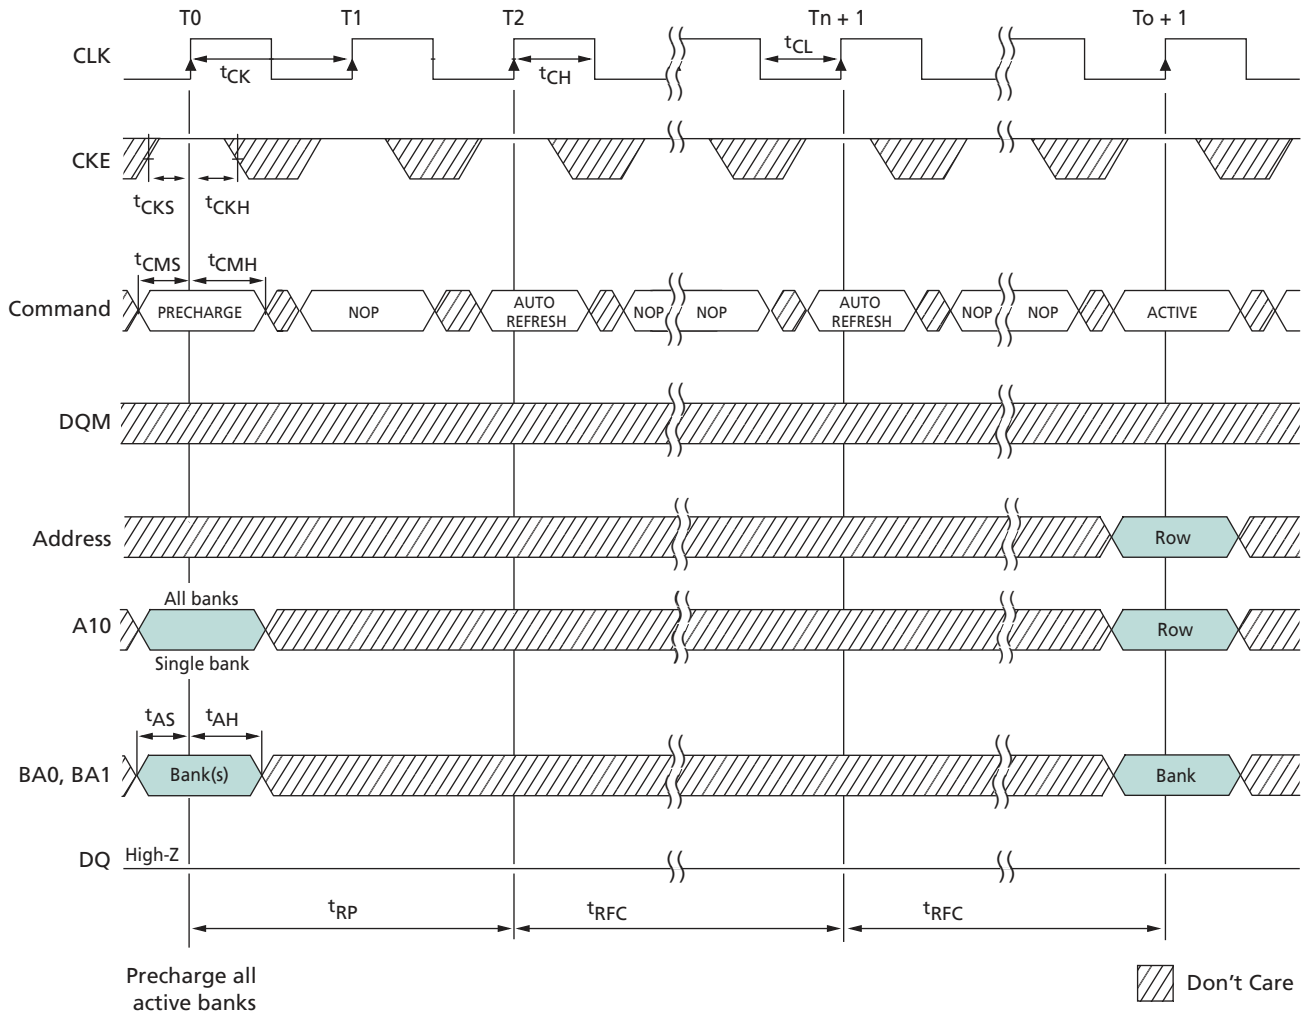 T0 T1 T2 Tn + 1 To + 1
CLK
tCK tCH tCL
CKE
tCKS tCKH
tCMS tCMH
Command PRECHARGE NOP AUTO REFRESH NOP NOP AUTO REFRESH NOP NOP ACTIVE
DQM
Address Row
All banks
A10 Row
Single bank
tAS tAH
BA0, BA1 Bank(s) Bank
DQ High-Z
tRP tRFC tRFC
Precharge all
active banks
Don't Care